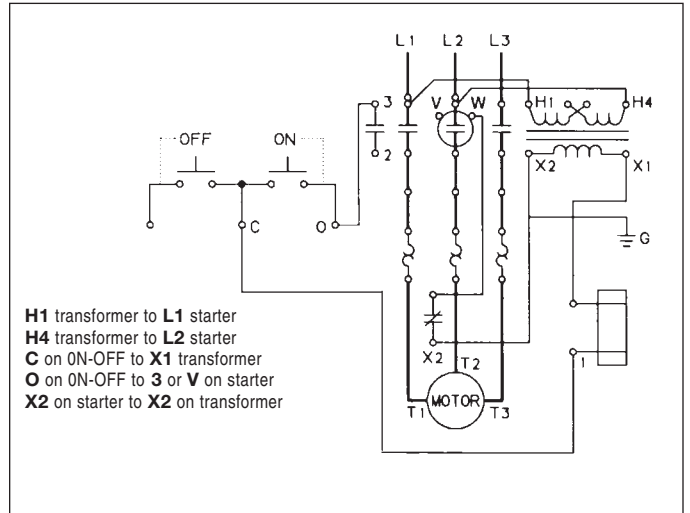 L1 L2 L3
3 V W H1 H4
OFF ON
2 X2 X1
C O G
H1 transformer to L1 starter
H4 transformer to L2 starter
C on 0N-OFF to X1 transformer
O on 0N-OFF to 3 or V on starter
X2 on starter to X2 on transformer
X2 1
T2
T1 MOTOR T3